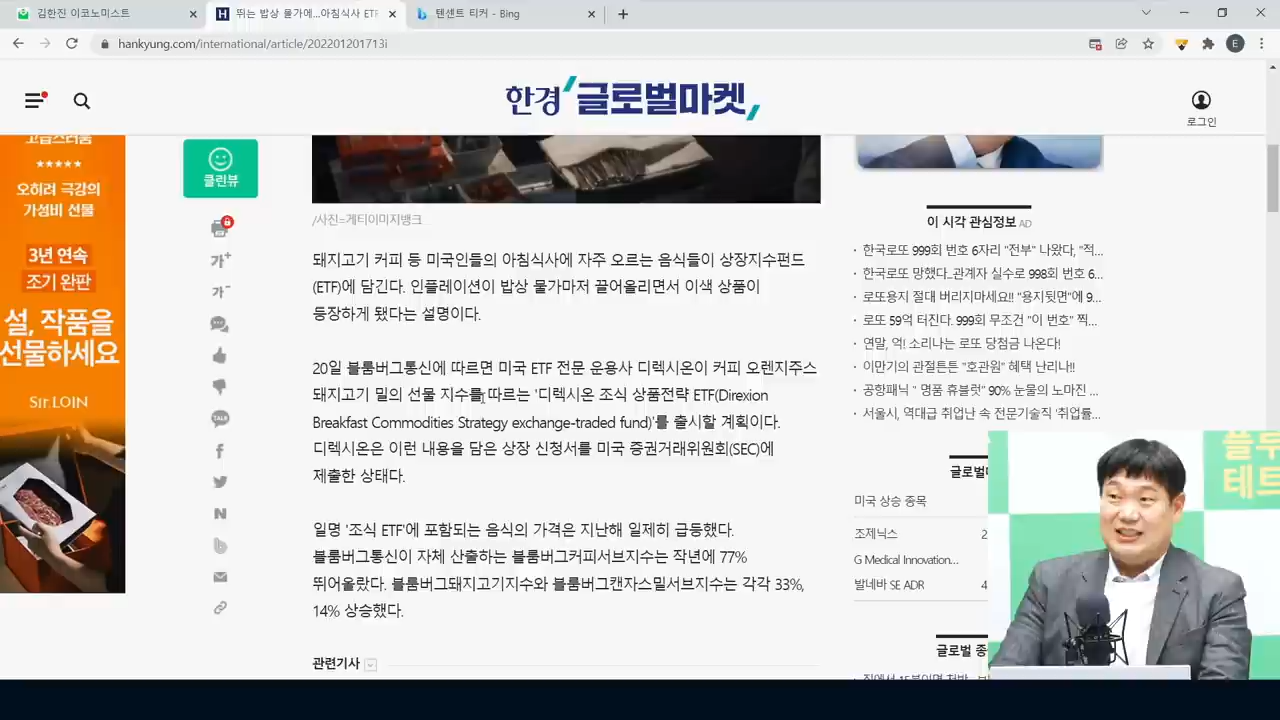 김한진 이코노미스트
뛰는 밥상 물가에...아침식사 ETF
텐센트 티커 - Bing
hankyung.com/international/article/202201201713i
E
한경 글로벌마켓
로그인
고급스러움
★★★★★
오히려 극강의
가성비 선물
3년 연속
조기 완판
설, 작품을
선물하세요
Sir.LOIN
클린뷰
가+
가-
TALK
/사진=게티이미지뱅크
돼지고기 커피 등 미국인들의 아침식사에 자주 오르는 음식들이 상장지수펀드
(ETF)에 담긴다. 인플레이션이 밥상 물가마저 끌어올리면서 이색 상품이
등장하게 됐다는 설명이다.
20일 블룸버그통신에 따르면 미국 ETF 전문 운용사 디렉시온이 커피 오렌지주스
돼지고기 밀의 선물 지수를 따르는 '디렉시온 조식 상품전략 ETF(Direxion
Breakfast Commodities Strategy exchange-traded fund)'를 출시할 계획이다.
디렉시온은 이런 내용을 담은 상장 신청서를 미국 증권거래위원회(SEC)에
제출한 상태다.
일명 '조식 ETF'에 포함되는 음식의 가격은 지난해 일제히 급등했다.
블룸버그통신이 자체 산출하는 블룸버그커피서브지수는 작년에 77%
뛰어올랐다. 블룸버그돼지고기지수와 블룸버그캔자스밀서브지수는 각각 33%,
14% 상승했다.
관련기사
이 시각 관심정보 AD
· 한국로또 999회 번호 6자리 "전부" 나왔다, "적...
· 한국로또 망했다_관계자 실수로 998회 번호 6...
· 로또용지 절대 버리지마세요!! "용지뒷면"에 9...
· 로또 59억 터진다. 999회 무조건 "이 번호" 찍...
· 연말, 억! 소리나는 로또 당첨금 나온다!
· 이만기의 관절튼튼 "호관원" 혜택 난리나!!
· 공항패닉 " 명품 휴블럿" 90% 눈물의 노마진 ...
· 서울시, 역대급 취업난 속 전문기술직 '취업률...
미국 상승 종목
조제닉스 2
G Medical Innovation...
발네바 SE ADR 4
글로벌 종